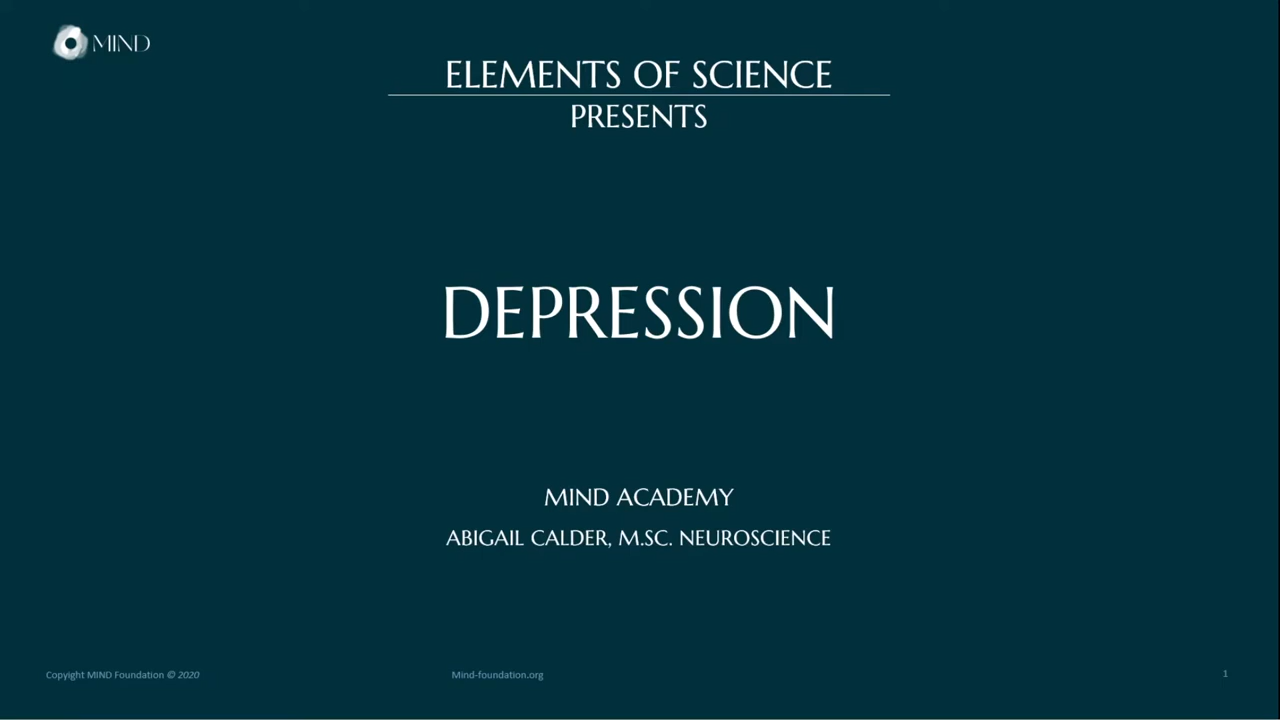 MIND
ELEMENTS OF SCIENCE
PRESENTS
DEPRESSION
MIND ACADEMY
ABIGAIL CALDER, M.SC. NEUROSCIENCE
Copyight MIND Foundation © 2020
Mind-foundation.org
1